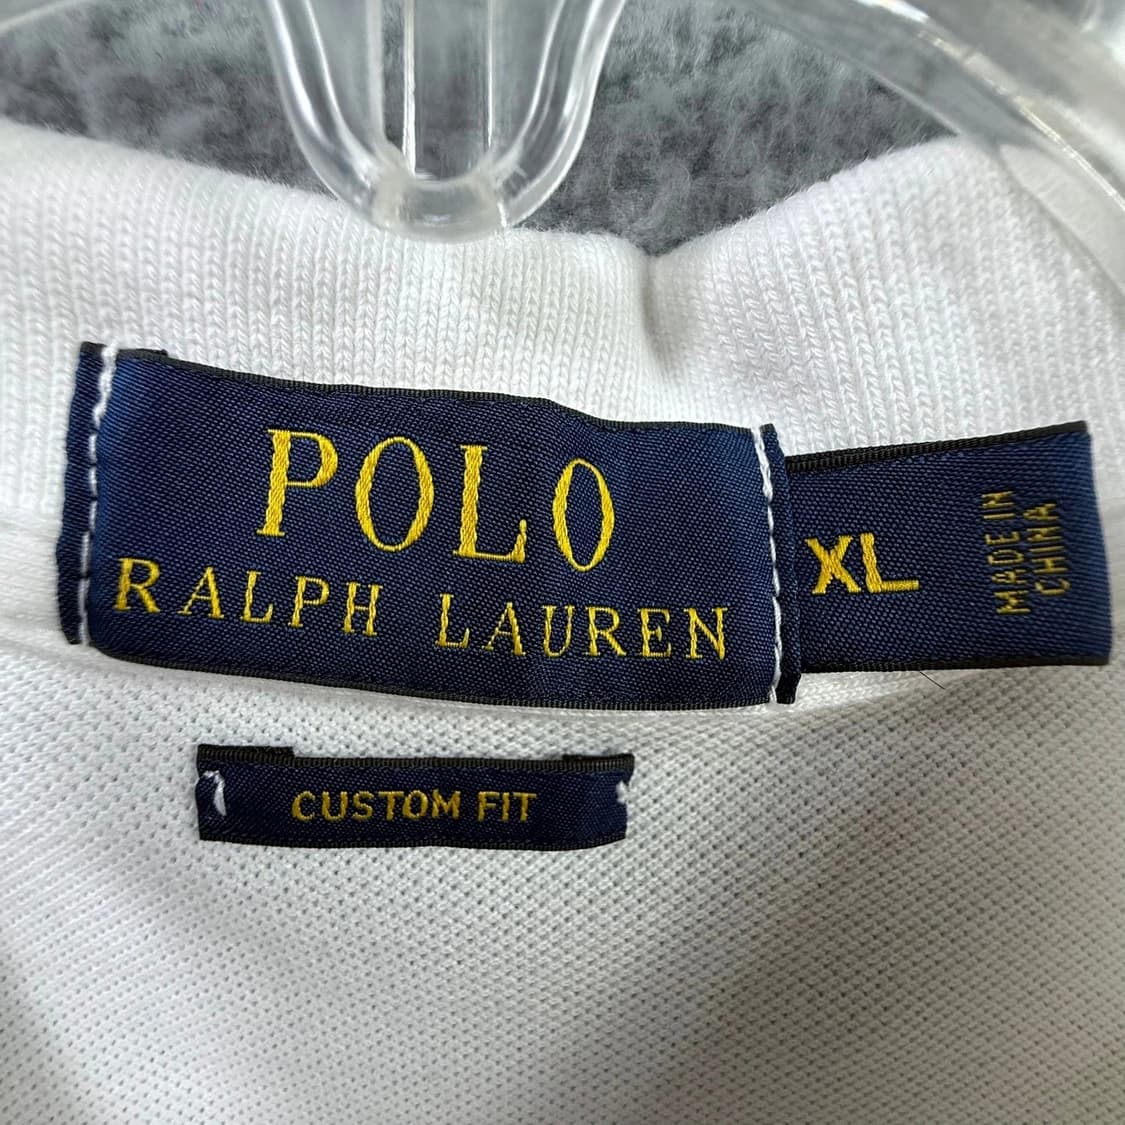 POLO
RALPH LAUREN
XL
MADE IN
CHINA
CUSTOM FIT